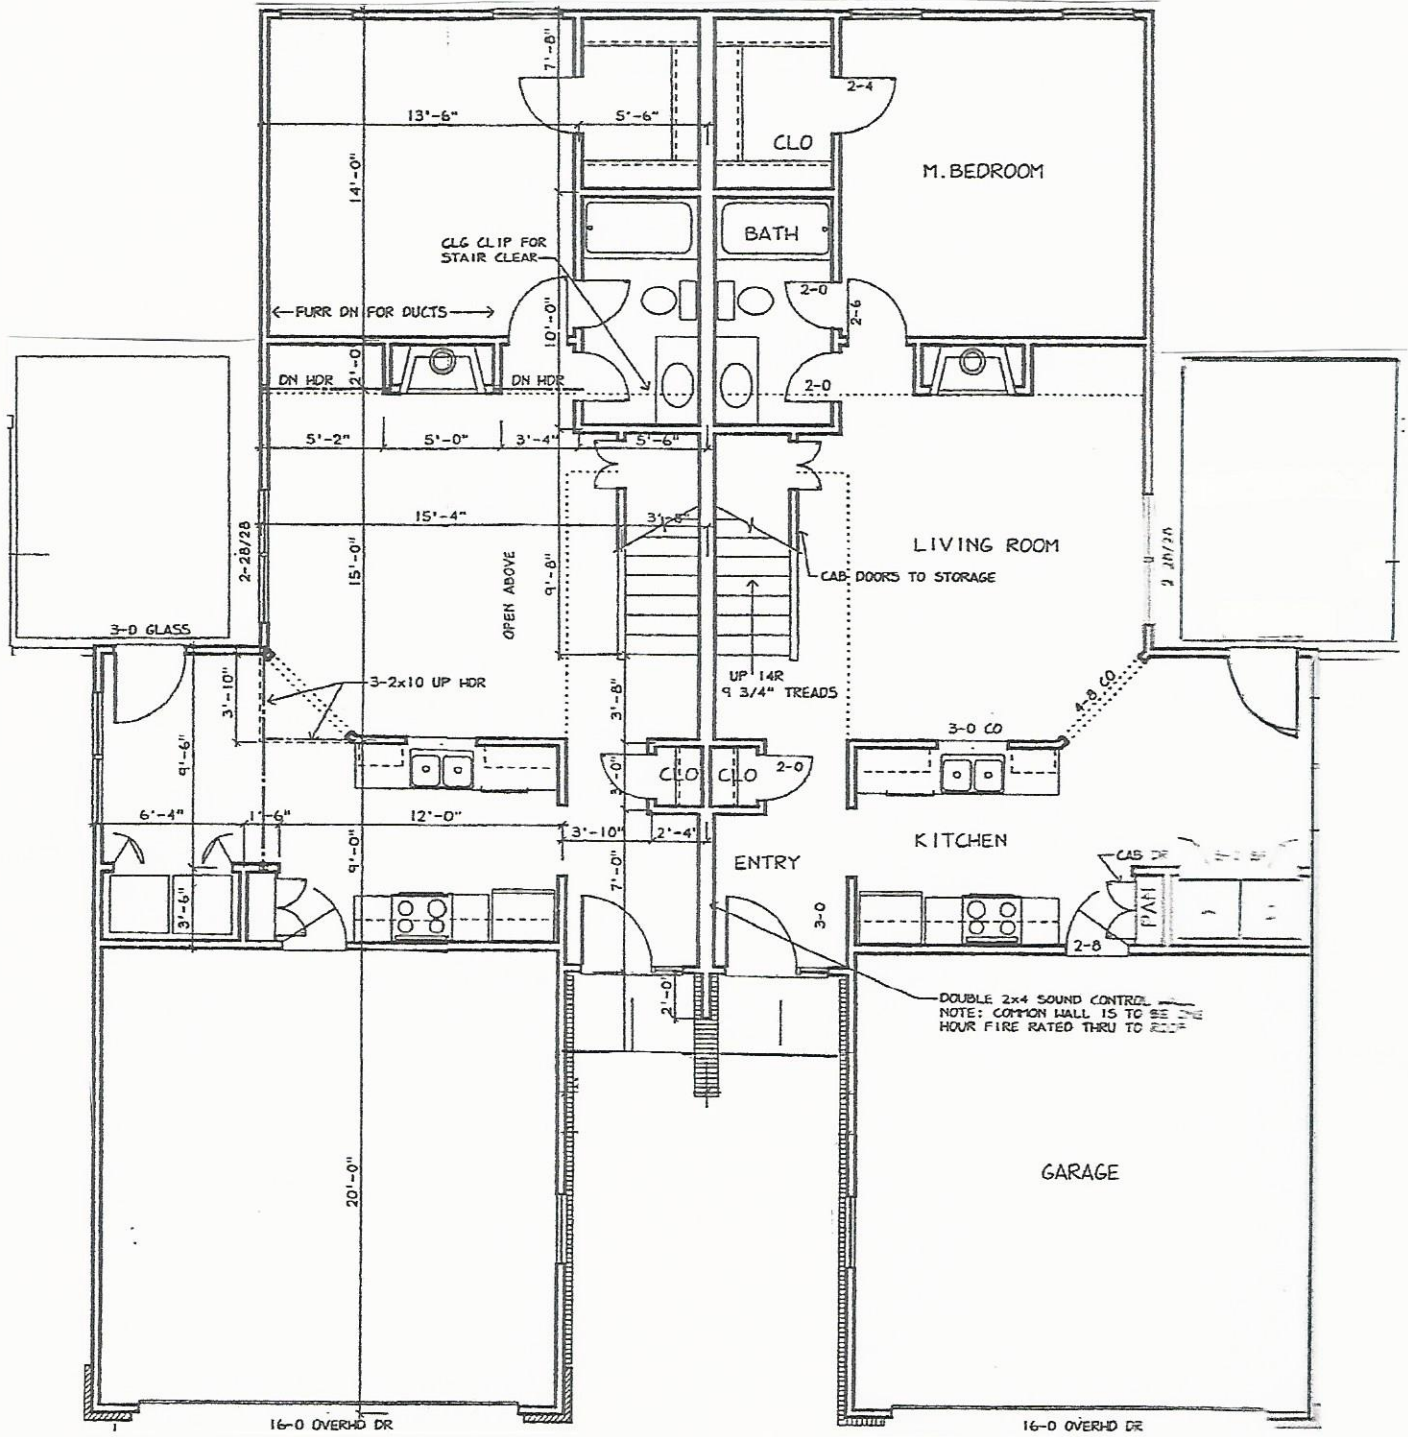 7'-8"
2-4
13'-6"
5'-6"
CLO
M. BEDROOM
14'-0"
BATH
CLG CLIP FOR
STAIR CLEAR
2-0
2-6
FURR DN FOR DUCTS
10'-0"
2'-0
DN HDR
DN HDR
2-0
5'-2"
5'-0"
3'-4"
5'-6"
15'-4"
LIVING ROOM
2-28/28
15'-0"
OPEN ABOVE
9'-8"
CAB DOORS TO STORAGE
2 28/28
3-0 GLASS
UP 14R
9 3/4" TREADS
3-2x10 UP HDR
3'-10"
3'-8"
4-8 CO
3-0 CO
9'-6"
CLO
CLO
2-0
6'-4"
1'-6"
12'-0"
3'-10"
2'-4"
KITCHEN
9'-0"
7'-0"
ENTRY
CAB DR
3'-6"
3-0
PAN
2-8
2'-0"
DOUBLE 2x4 SOUND CONTROL
NOTE: COMMON WALL IS TO BE ONE
HOUR FIRE RATED THRU TO ROOF
20'-0"
GARAGE
16-0 OVERHD DR
16-0 OVERHD DR